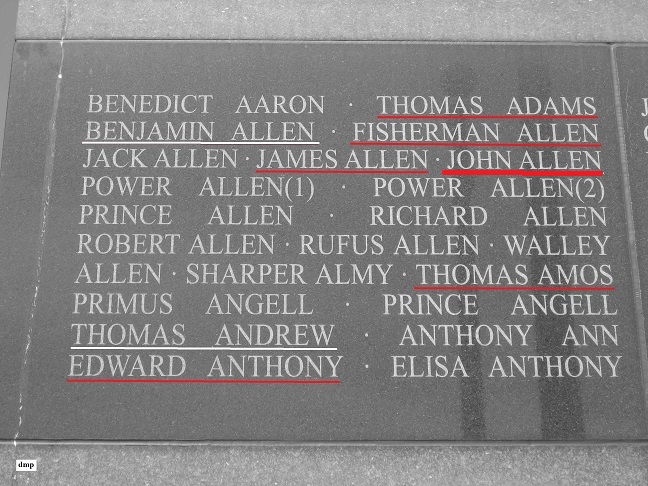 BENEDICT AARON · THOMAS ADAMS
BENJAMIN ALLEN · FISHERMAN ALLEN
JACK ALLEN · JAMES ALLEN · JOHN ALLEN
POWER ALLEN(1) · POWER ALLEN(2)
PRINCE ALLEN · RICHARD ALLEN
ROBERT ALLEN · RUFUS ALLEN · WALLEY
ALLEN · SHARPER ALMY · THOMAS AMOS
PRIMUS ANGELL · PRINCE ANGELL
THOMAS ANDREW · ANTHONY ANN
EDWARD ANTHONY · ELISA ANTHONY
dmp